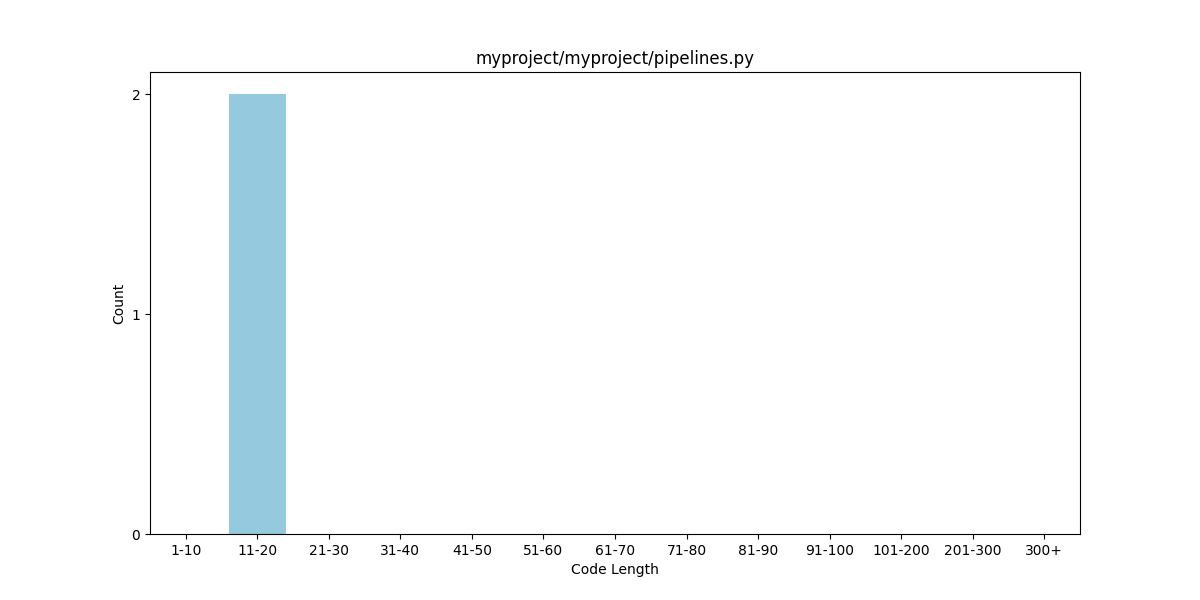 myproject/myproject/pipelines.py
2
1
0
Count
1-10 11-20 21-30 31-40 41-50 51-60 61-70 71-80 81-90 91-100 101-200 201-300 300+
Code Length